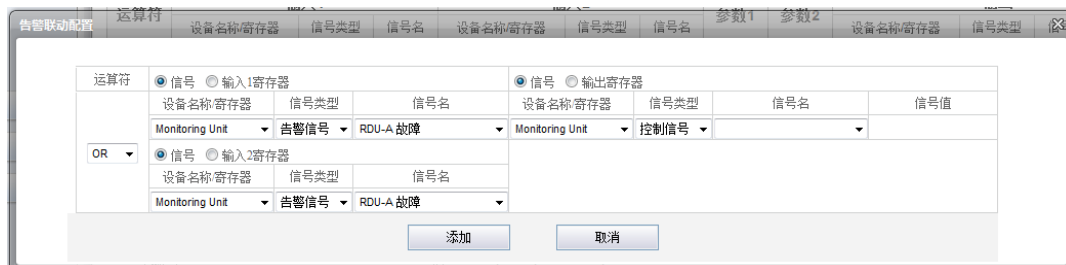 运算符 参数1 参数2
告警联动配置 设备名称/寄存器 信号类型 信号名 设备名称/寄存器 信号类型 信号名 设备名称/寄存器 信号类型
运算符 信号 输入1寄存器 信号 输出寄存器
设备名称/寄存器 信号类型 信号名 设备名称/寄存器 信号类型 信号名 信号值
Monitoring Unit 告警信号 RDU-A 故障 Monitoring Unit 控制信号
OR 信号 输入2寄存器
设备名称/寄存器 信号类型 信号名
Monitoring Unit 告警信号 RDU-A 故障
添加 取消